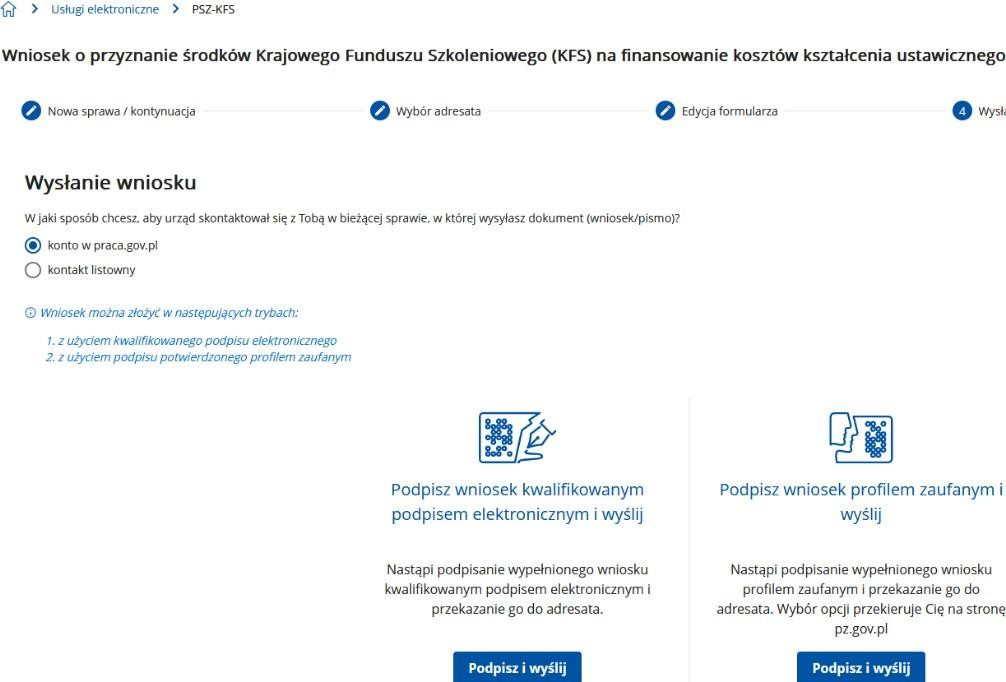 Usługi elektroniczne > PSZ-KFS
Wniosek o przyznanie środków Krajowego Funduszu Szkoleniowego (KFS) na finansowanie kosztów kształcenia ustawicznego
Nowa sprawa / kontynuacja
Wybór adresata
Edycja formularza
4 Wysła
Wysłanie wniosku
W jaki sposób chcesz, aby urząd skontaktował się z Tobą w bieżącej sprawie, w której wysyłasz dokument (wniosek/pismo)?
konto w praca.gov.pl
kontakt listowny
Wniosek można złożyć w następujących trybach:
1. z użyciem kwalifikowanego podpisu elektronicznego
2. z użyciem podpisu potwierdzonego profilem zaufanym
Podpisz wniosek kwalifikowanym
podpisem elektronicznym i wyślij
Nastąpi podpisanie wypełnionego wniosku
kwalifikowanym podpisem elektronicznym i
przekazanie go do adresata.
Podpisz i wyślij
Podpisz wniosek profilem zaufanym i
wyślij
Nastąpi podpisanie wypełnionego wniosku
profilem zaufanym i przekazanie go do
adresata. Wybór opcji przekieruje Cię na stronę
pz.gov.pl
Podpisz i wyślij